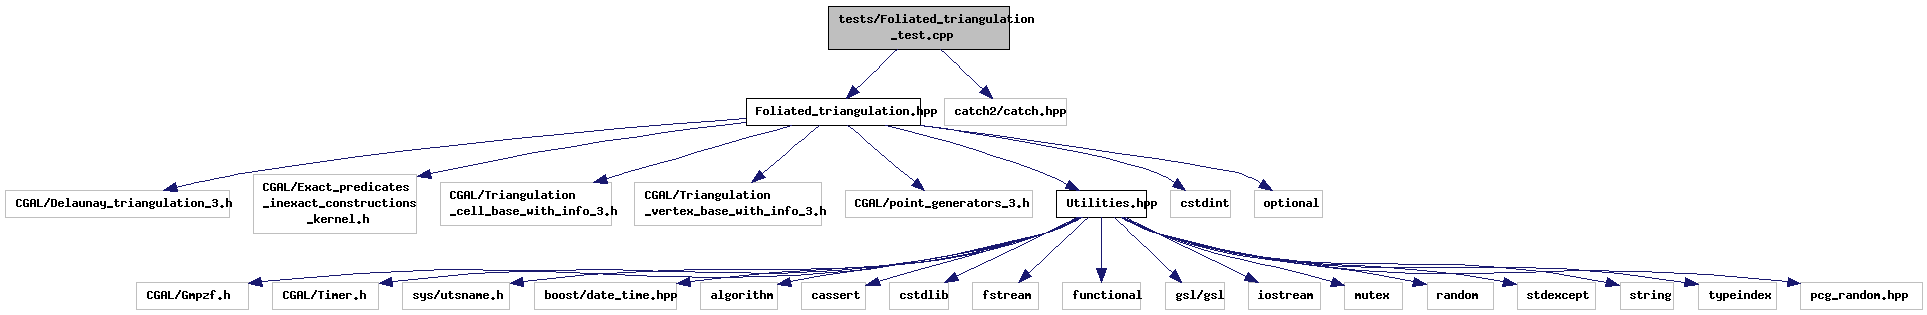 tests/Foliated_triangulation
_test.cpp
Foliated_triangulation.hpp
catch2/catch.hpp
CGAL/Delaunay_triangulation_3.h
CGAL/Exact_predicates
_inexact_constructions
_kernel.h
CGAL/Triangulation
_cell_base_with_info_3.h
CGAL/Triangulation
_vertex_base_with_info_3.h
CGAL/point_generators_3.h
Utilities.hpp
cstdint
optional
CGAL/Gmpzf.h
CGAL/Timer.h
sys/utsname.h
boost/date_time.hpp
algorithm
cassert
cstdlib
fstream
functional
gsl/gsl
iostream
mutex
random
stdexcept
string
typeindex
pcg_random.hpp